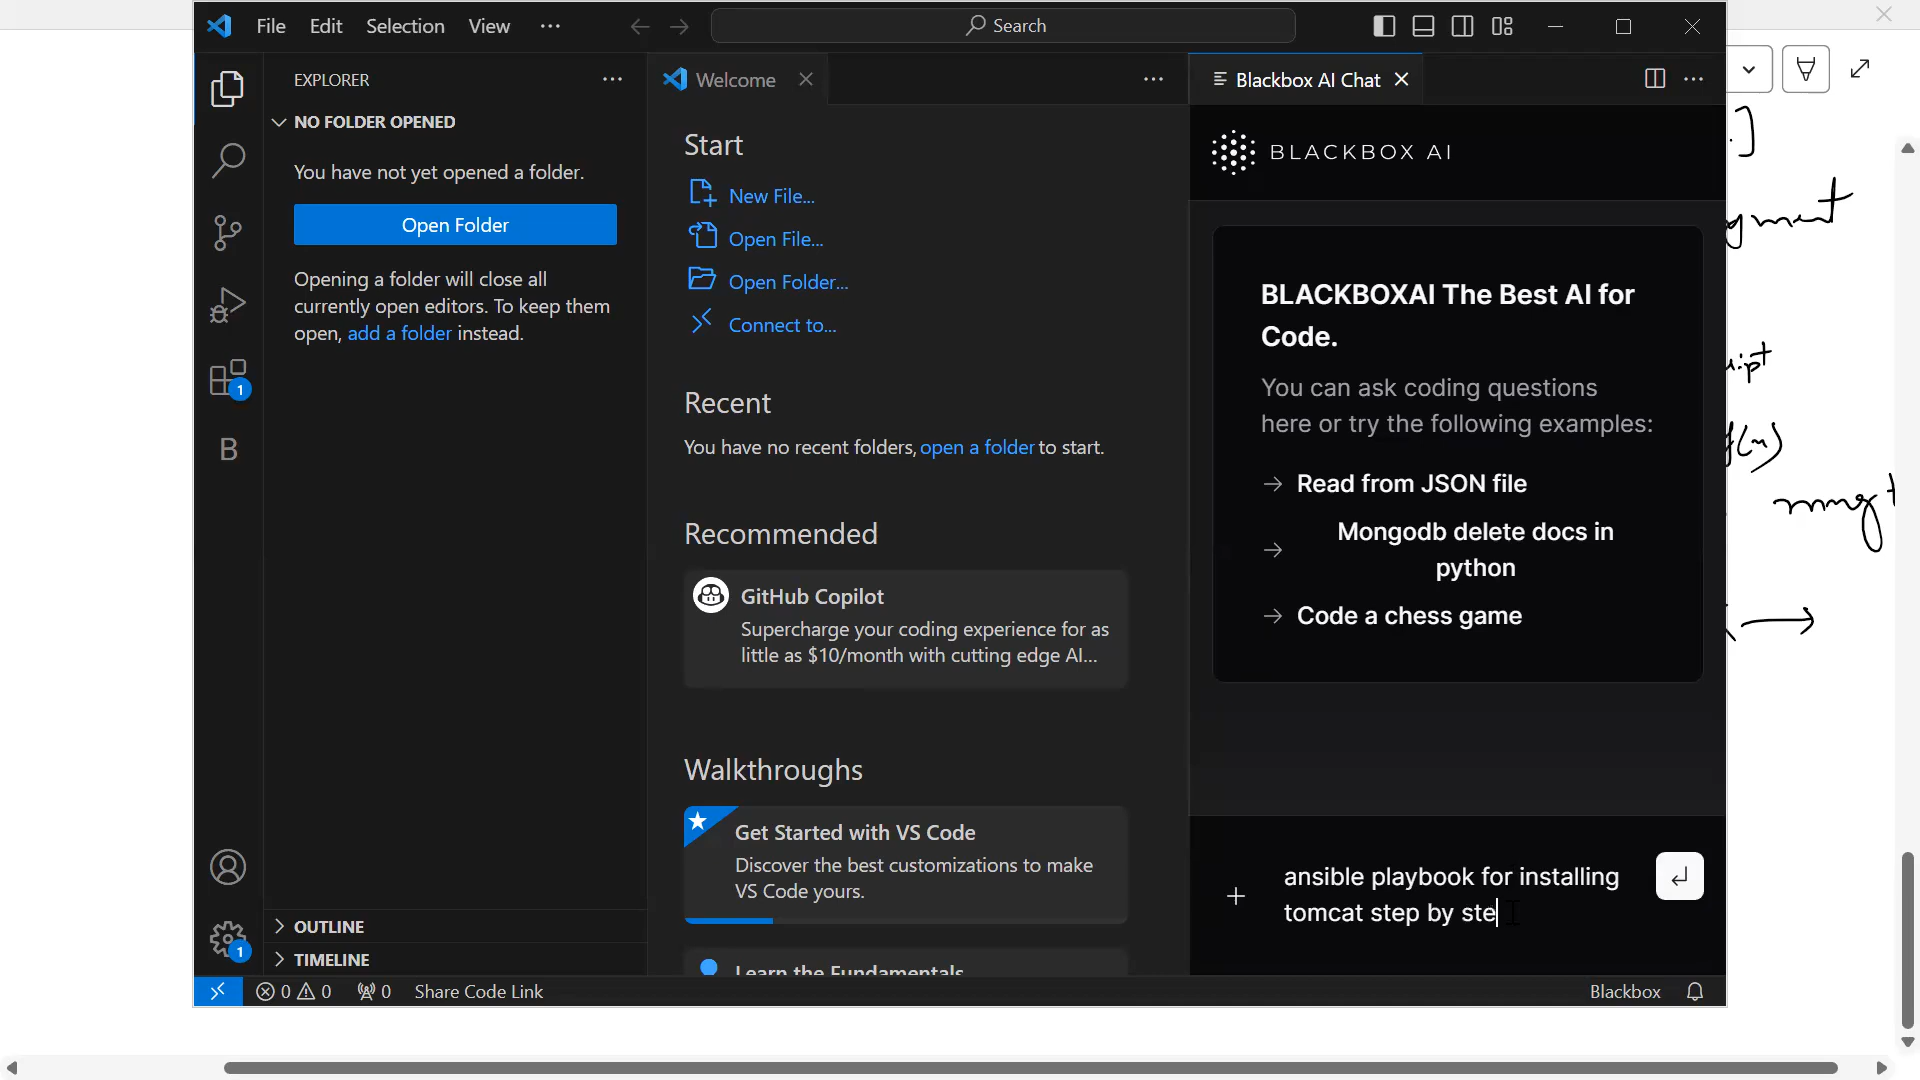 File Edit Selection View
Search
EXPLORER
NO FOLDER OPENED
You have not yet opened a folder.
Open Folder
Opening a folder will close all
currently open editors. To keep them
open, add a folder instead.
OUTLINE
TIMELINE
Welcome
Start
New File...
Open File...
Open Folder...
Connect to...
Recent
You have no recent folders, open a folder to start.
Recommended
GitHub Copilot
Supercharge your coding experience for as
little as $10/month with cutting edge AI...
Walkthroughs
Get Started with VS Code
Discover the best customizations to make
VS Code yours.
Learn the Fundamentals
Blackbox AI Chat
BLACKBOX AI
BLACKBOXAI The Best AI for
Code.
You can ask coding questions
here or try the following examples:
Read from JSON file
Mongodb delete docs in
python
Code a chess game
ansible playbook for installing
tomcat step by ste
1
B
1
0 0 0 Share Code Link
Blackbox